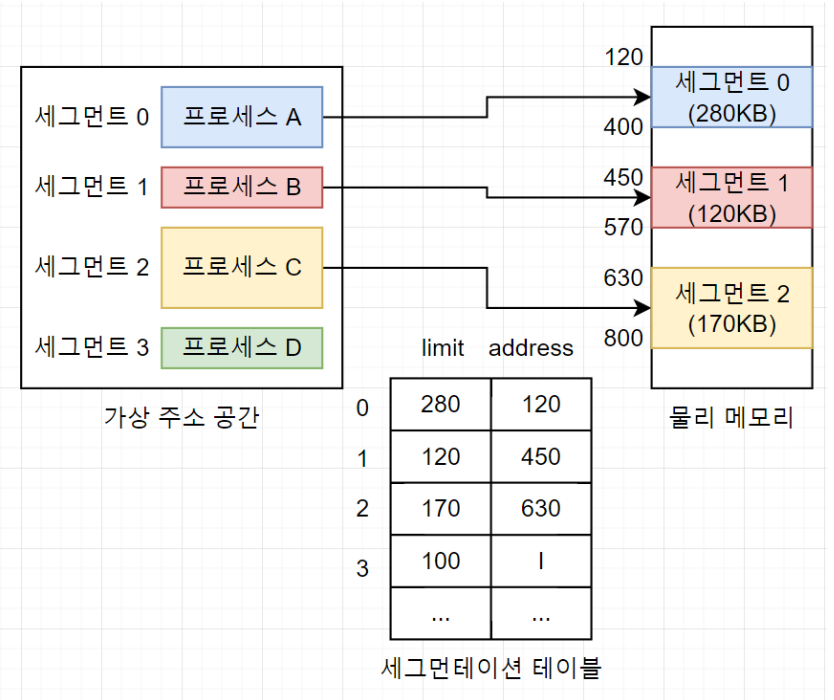 세그먼트 0 프로세스 A
세그먼트 1 프로세스 B
세그먼트 2 프로세스 C
세그먼트 3 프로세스 D
가상 주소 공간
120
세그먼트 0
(280KB)
400
450
세그먼트 1
(120KB)
570
630
세그먼트 2
(170KB)
800
물리 메모리
limit address
0 280 120
1 120 450
2 170 630
3 100 I
... ...
세그먼테이션 테이블